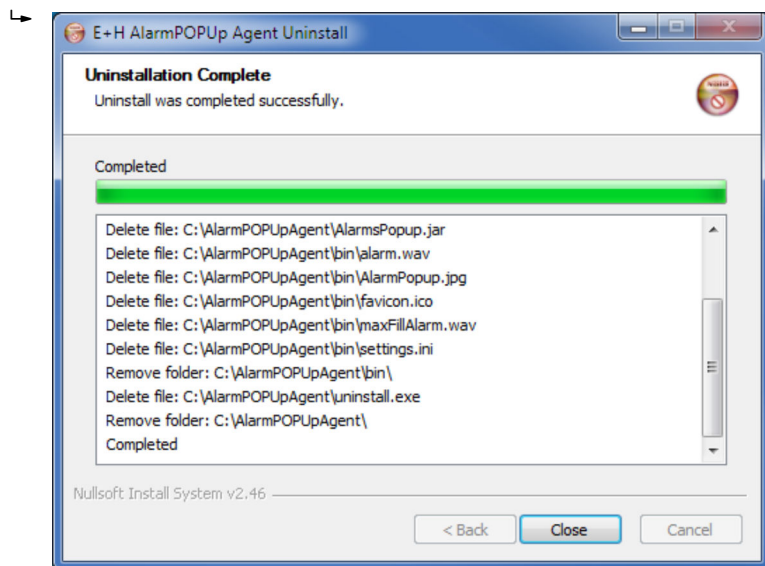 E+H AlarmPOPUp Agent Uninstall
Uninstallation Complete
Uninstall was completed successfully.
Completed
Delete file: C:\AlarmPOPUpAgent\AlarmsPopup.jar
Delete file: C:\AlarmPOPUpAgent\bin\alarm.wav
Delete file: C:\AlarmPOPUpAgent\bin\AlarmPopup.jpg
Delete file: C:\AlarmPOPUpAgent\bin\favicon.ico
Delete file: C:\AlarmPOPUpAgent\bin\maxFillAlarm.wav
Delete file: C:\AlarmPOPUpAgent\bin\settings.ini
Remove folder: C:\AlarmPOPUpAgent\bin\
Delete file: C:\AlarmPOPUpAgent\uninstall.exe
Remove folder: C:\AlarmPOPUpAgent\
Completed
Nullsoft Install System v2.46
< Back Close Cancel